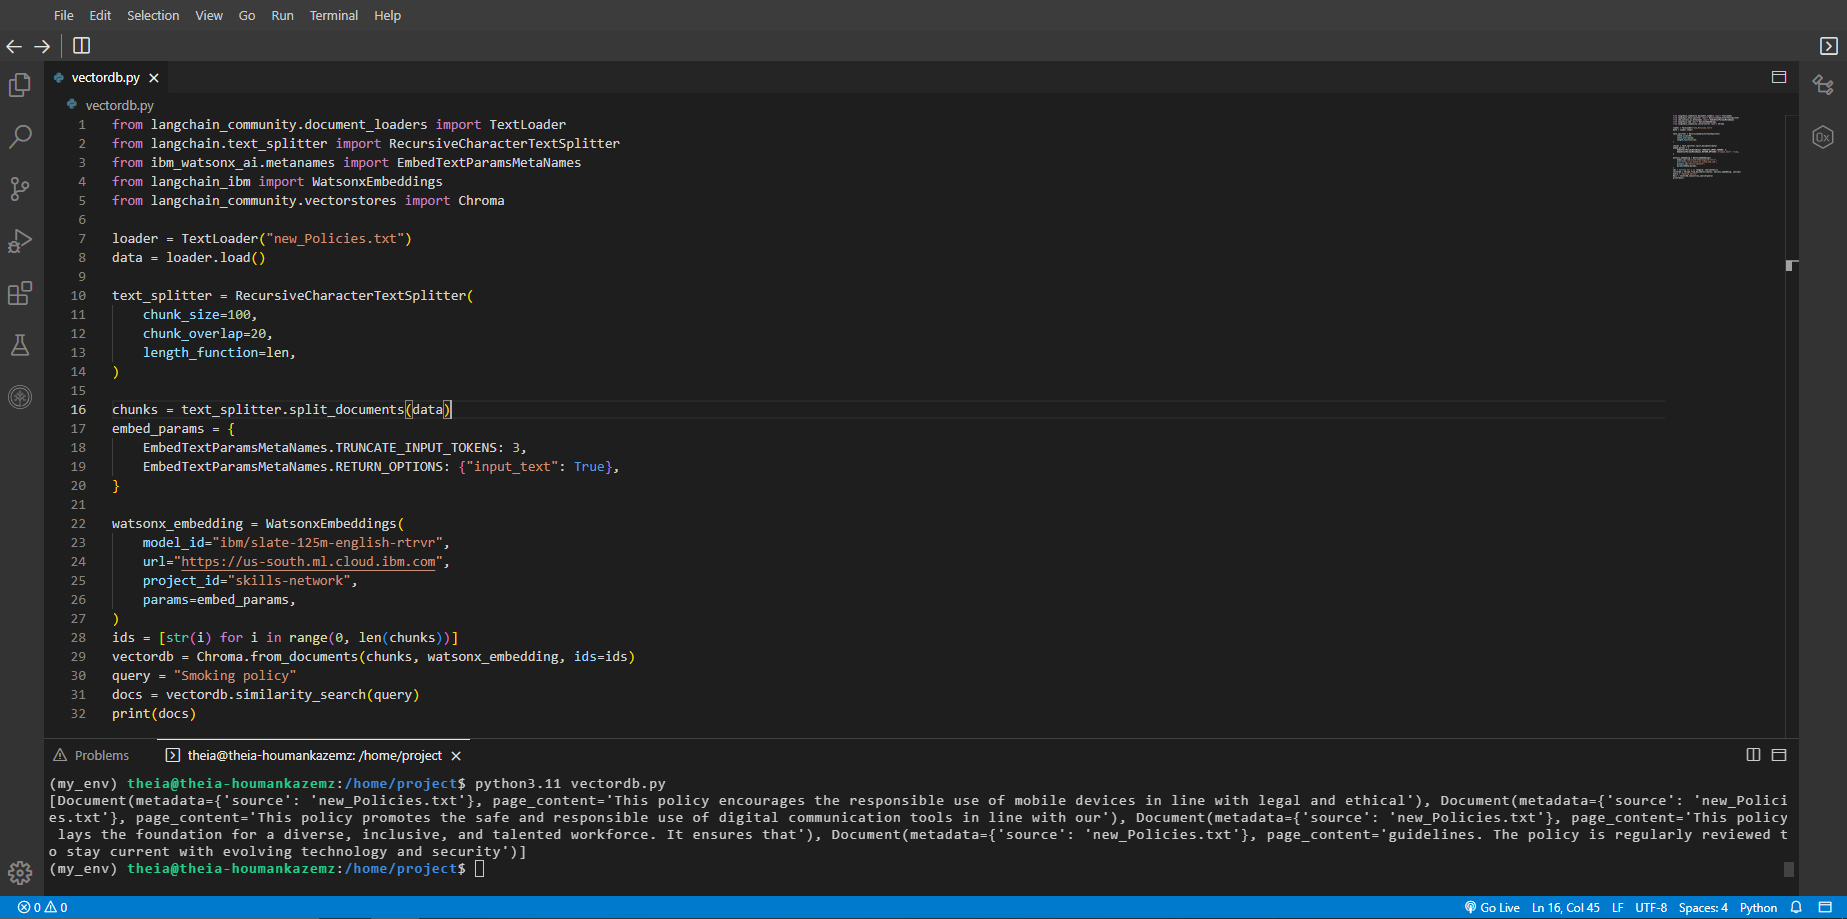 File Edit Selection View Go Run Terminal Help
vectordb.py
vectordb.py
1 from langchain_community.document_loaders import TextLoader
2 from langchain.text_splitter import RecursiveCharacterTextSplitter
3 from ibm_watsonx_ai.metanames import EmbedTextParamsMetaNames
4 from langchain_ibm import WatsonxEmbeddings
5 from langchain_community.vectorstores import Chroma
6
7 loader = TextLoader("new_Policies.txt")
8 data = loader.load()
9
10 text_splitter = RecursiveCharacterTextSplitter(
11     chunk_size=100,
12     chunk_overlap=20,
13     length_function=len,
14 )
15
16 chunks = text_splitter.split_documents(data)
17 embed_params = {
18     EmbedTextParamsMetaNames.TRUNCATE_INPUT_TOKENS: 3,
19     EmbedTextParamsMetaNames.RETURN_OPTIONS: {"input_text": True},
20 }
21
22 watsonx_embedding = WatsonxEmbeddings(
23     model_id="ibm/slate-125m-english-rtrvr",
24     url="https://us-south.ml.cloud.ibm.com",
25     project_id="skills-network",
26     params=embed_params,
27 )
28 ids = [str(i) for i in range(0, len(chunks))]
29 vectordb = Chroma.from_documents(chunks, watsonx_embedding, ids=ids)
30 query = "Smoking policy"
31 docs = vectordb.similarity_search(query)
32 print(docs)
Problems theia@theia-houmankazemz: /home/project
(my_env) theia@theia-houmankazemz:/home/project$ python3.11 vectordb.py
[Document(metadata={'source': 'new_Policies.txt'}, page_content='This policy encourages the responsible use of mobile devices in line with legal and ethical'), Document(metadata={'source': 'new_Polici
es.txt'}, page_content='This policy promotes the safe and responsible use of digital communication tools in line with our'), Document(metadata={'source': 'new_Policies.txt'}, page_content='This policy
 lays the foundation for a diverse, inclusive, and talented workforce. It ensures that'), Document(metadata={'source': 'new_Policies.txt'}, page_content='guidelines. The policy is regularly reviewed t
o stay current with evolving technology and security')]
(my_env) theia@theia-houmankazemz:/home/project$
0 0 Go Live Ln 16, Col 45 LF UTF-8 Spaces: 4 Python